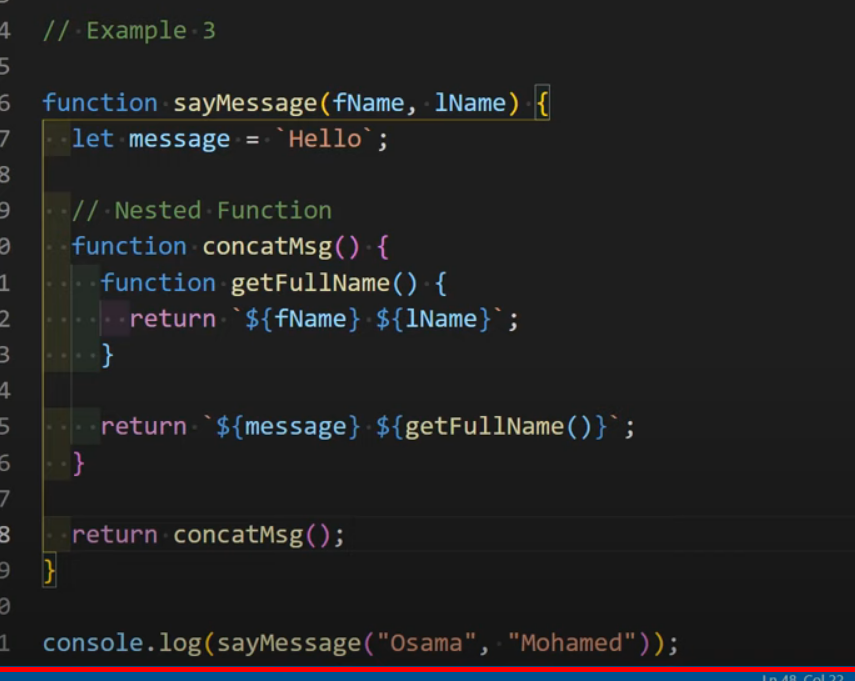 4 // Example 3
5
6 function sayMessage(fName, lName) {
7   let message = `Hello`;
8
9   // Nested Function
0   function concatMsg() {
1     function getFullName() {
2       return `${fName} ${lName}`;
3     }
4
5     return `${message} ${getFullName()}`;
6   }
7
8   return concatMsg();
9 }
0
1 console.log(sayMessage("Osama", "Mohamed"));
Ln 48, Col 22